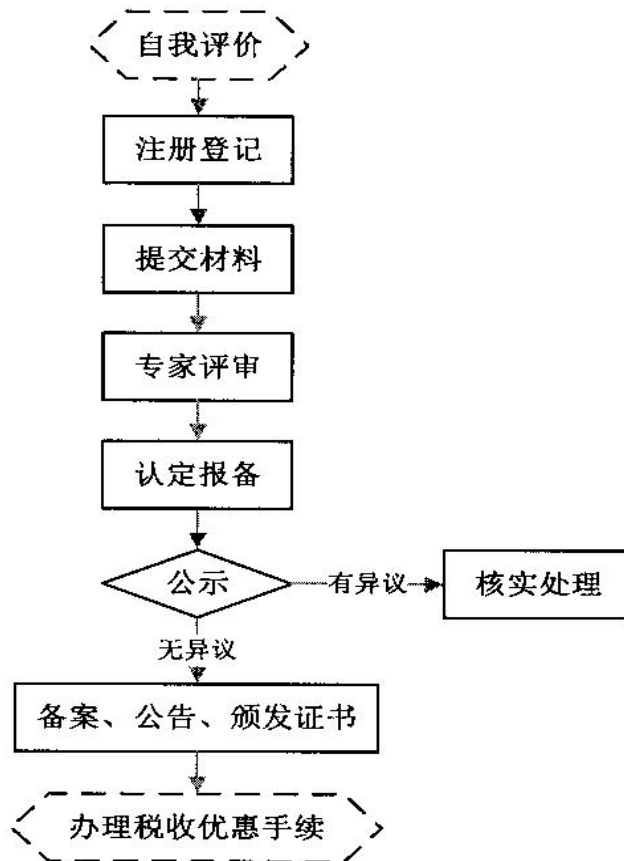 自我评价
注册登记
提交材料
专家评审
认定报备
公示
有异议
核实处理
无异议
备案、公告、颁发证书
办理税收优惠手续